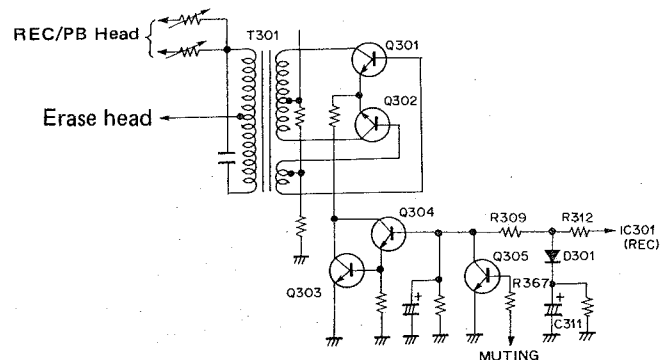 REC/PB Head
T301
Q301
Q302
Erase head
Q304
R309
R312
IC301
(REC)
Q305
D301
Q303
R367
C311
MUTING
+
+